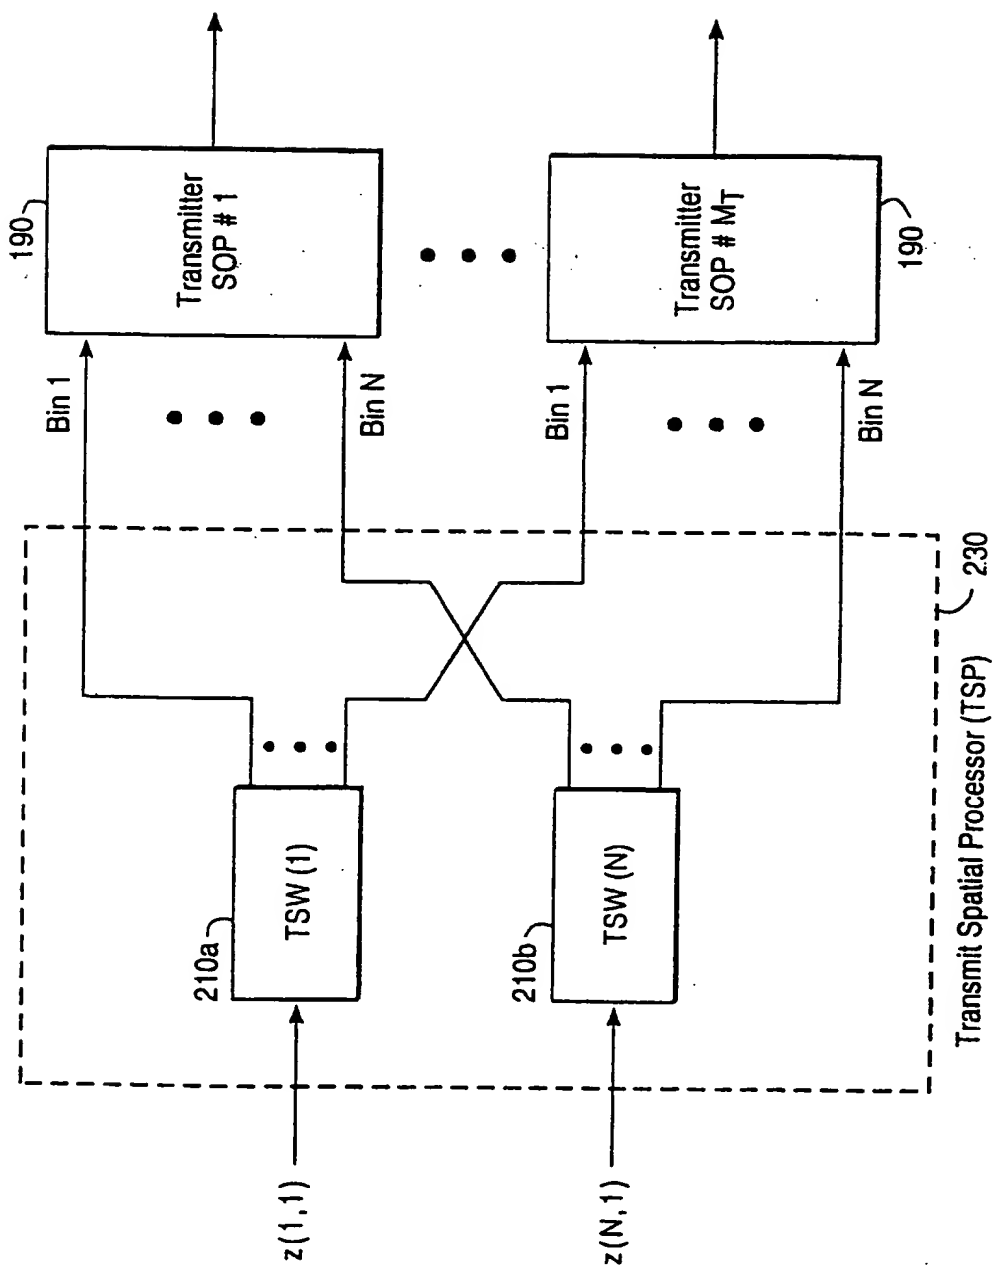 190
Transmitter
SOP # 1
Transmitter
SOP # MT
190
Bin 1
Bin N
Bin 1
Bin N
210a
TSW (1)
210b
TSW (N)
z(1,1)
z(N,1)
230
Transmit Spatial Processor (TSP)